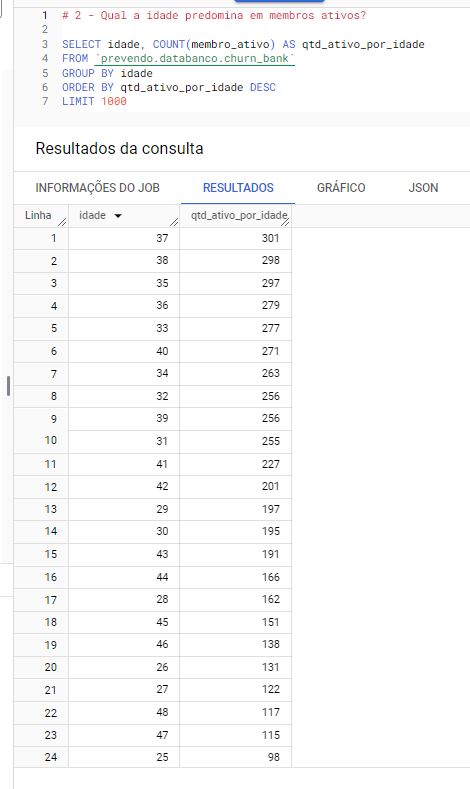 1 # 2 - Qual a idade predomina em membros ativos?
2
3 SELECT idade, COUNT(membro_ativo) AS qtd_ativo_por_idade
4 FROM `prevendo.databanco.churn_bank`
5 GROUP BY idade
6 ORDER BY qtd_ativo_por_idade DESC
7 LIMIT 1000
Resultados da consulta
INFORMAÇÕES DO JOB RESULTADOS GRÁFICO JSON
Linha idade qtd_ativo_por_idade
1 37 301
2 38 298
3 35 297
4 36 279
5 33 277
6 40 271
7 34 263
8 32 256
9 39 256
10 31 255
11 41 227
12 42 201
13 29 197
14 30 195
15 43 191
16 44 166
17 28 162
18 45 151
19 46 138
20 26 131
21 27 122
22 48 117
23 47 115
24 25 98